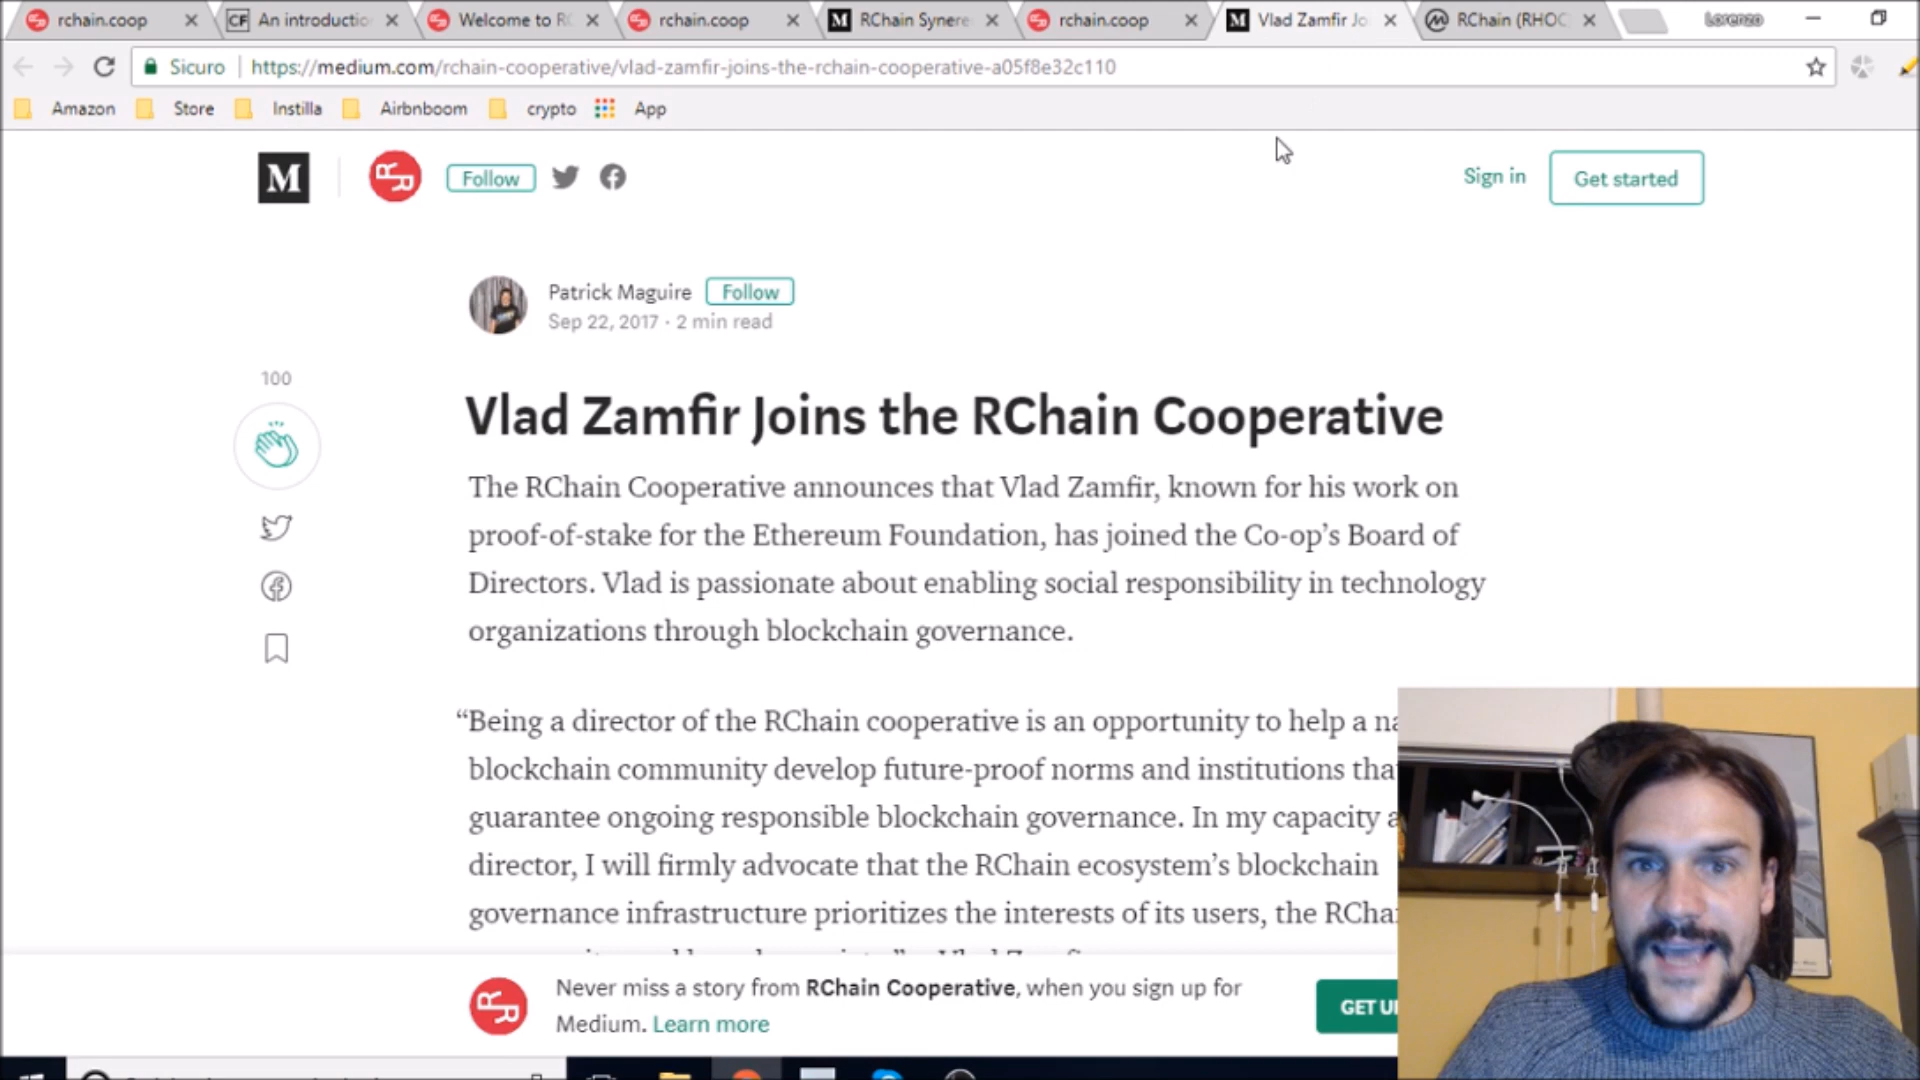 rchain.coop
An introductio
Welcome to R
rchain.coop
RChain Synere
rchain.coop
Vlad Zamfir Jo
RChain (RHOC
Lorenzo
Sicuro
https://medium.com/rchain-cooperative/vlad-zamfir-joins-the-rchain-cooperative-a05f8e32c110
Amazon
Store
Instilla
Airbnboom
crypto
App
Follow
Sign in
Get started
Patrick Maguire
Follow
Sep 22, 2017 · 2 min read
100
Vlad Zamfir Joins the RChain Cooperative
The RChain Cooperative announces that Vlad Zamfir, known for his work on
proof-of-stake for the Ethereum Foundation, has joined the Co-op’s Board of
Directors. Vlad is passionate about enabling social responsibility in technology
organizations through blockchain governance.
“Being a director of the RChain cooperative is an opportunity to help a na
blockchain community develop future-proof norms and institutions tha
guarantee ongoing responsible blockchain governance. In my capacity a
director, I will firmly advocate that the RChain ecosystem’s blockchain
governance infrastructure prioritizes the interests of its users, the RCha
Never miss a story from RChain Cooperative, when you sign up for
Medium. Learn more
GET U